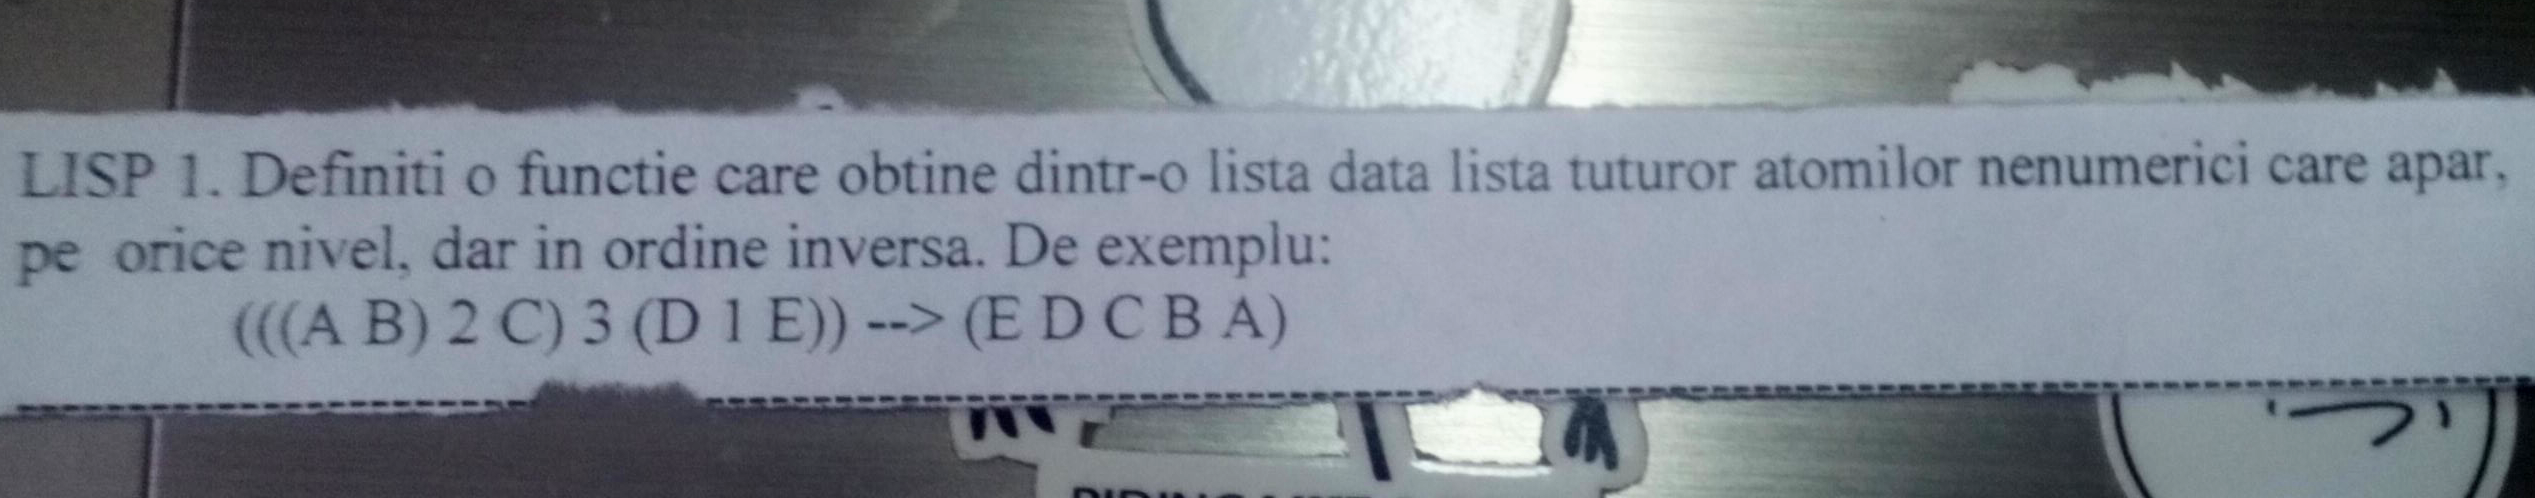 LISP 1. Definiti o functie care obtine dintr-o lista data lista tuturor atomilor nenumerici care apar,
pe orice nivel, dar in ordine inversa. De exemplu:
(((A B) 2 C) 3 (D 1 E)) --> (E D C B A)